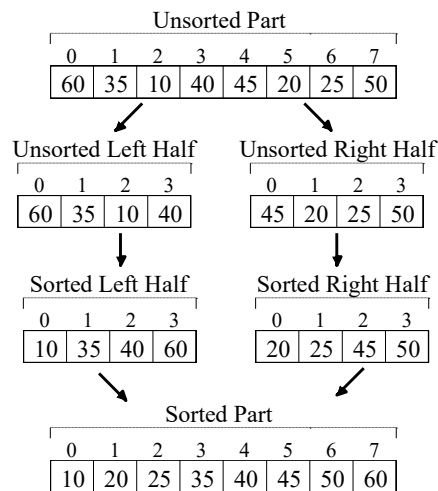 Unsorted Part
0 1 2 3 4 5 6 7
60 35 10 40 45 20 25 50
Unsorted Left Half
0 1 2 3
60 35 10 40
Unsorted Right Half
0 1 2 3
45 20 25 50
Sorted Left Half
0 1 2 3
10 35 40 60
Sorted Right Half
0 1 2 3
20 25 45 50
Sorted Part
0 1 2 3 4 5 6 7
10 20 25 35 40 45 50 60